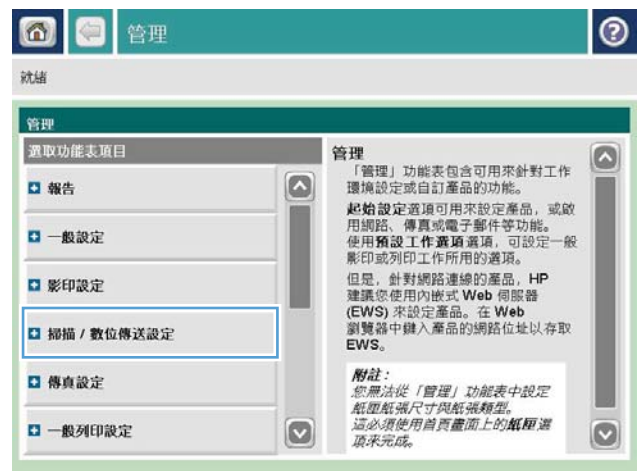 管理
就緒
管理
選取功能表項目
報告
一般設定
影印設定
掃描 / 數位傳送設定
傳真設定
一般列印設定
管理
「管理」功能表包含可用來針對工作
環境設定或自訂產品的功能。
起始設定選項可用來設定產品，或啟
用網路、傳真或電子郵件等功能。
使用預設工作選項選項，可設定一般
影印或列印工作所用的選項。
但是，針對網路連線的產品，HP
建議您使用內嵌式 Web 伺服器
(EWS) 來設定產品。在 Web
瀏覽器中鍵入產品的網路位址以存取
EWS。
附註：
您無法從「管理」功能表中設定
紙匣紙張尺寸與紙張類型。
這必須使用首頁畫面上的紙匣選
項來完成。